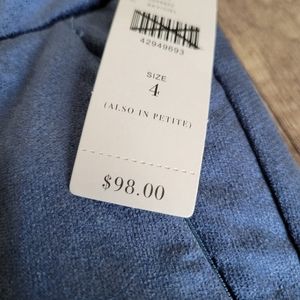 42949693
SIZE
4
(ALSO IN PETITE)
$98.00